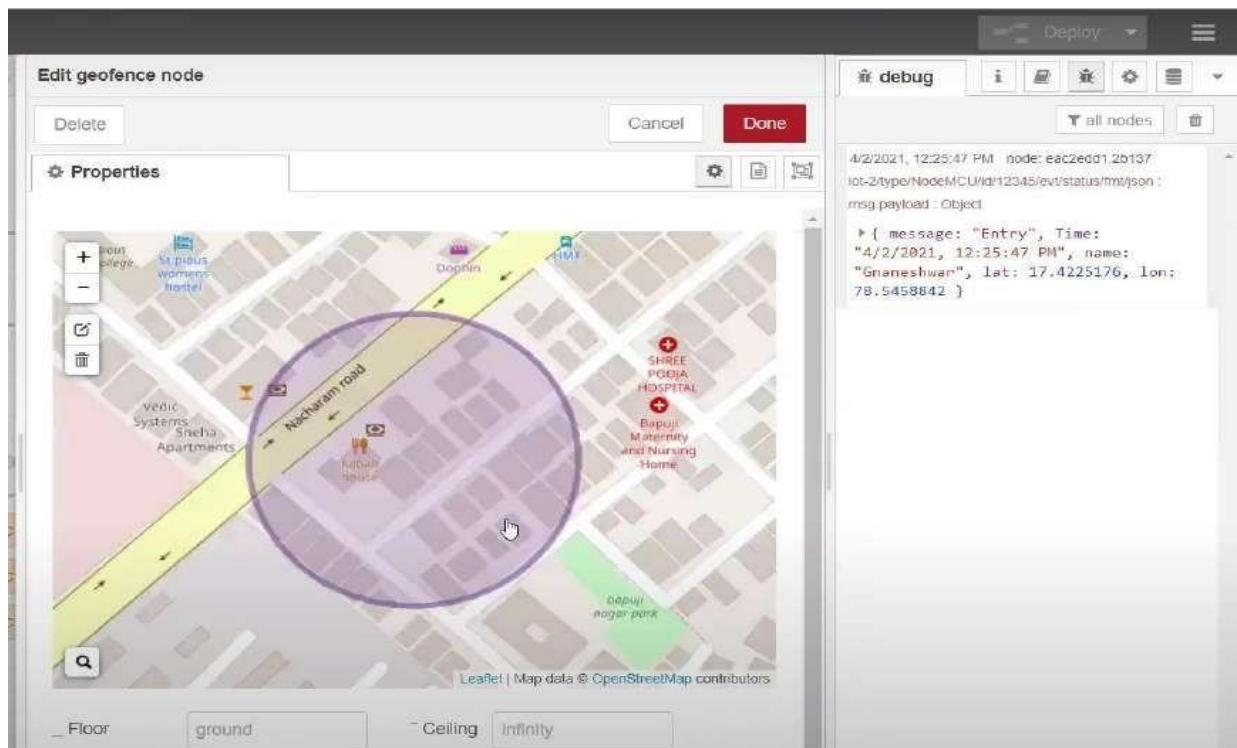 Deploy
Edit geofence node
Delete
Cancel
Done
Properties
+
−
St pious
womens
hostel
Dolphin
HMT
SHREE
POOJA
HOSPITAL
Bapuji
Maternity
and Nursing
Home
Nacharam road
Vedic
Systems
Sneha
Apartments
Kabab
house
bapuji
nagar park
Leaflet | Map data © OpenStreetMap contributors
Floor
ground
Ceiling
Infinity
debug
i
all nodes
4/2/2021, 12:25:47 PM node: eac2edd1.2b137
iot-2/type/NodeMCU/id/12345/evt/status/fmt/json :
msg.payload : Object
{ message: "Entry", Time:
"4/2/2021, 12:25:47 PM", name:
"Gnaneshwar", lat: 17.4225176, lon:
78.5458842 }